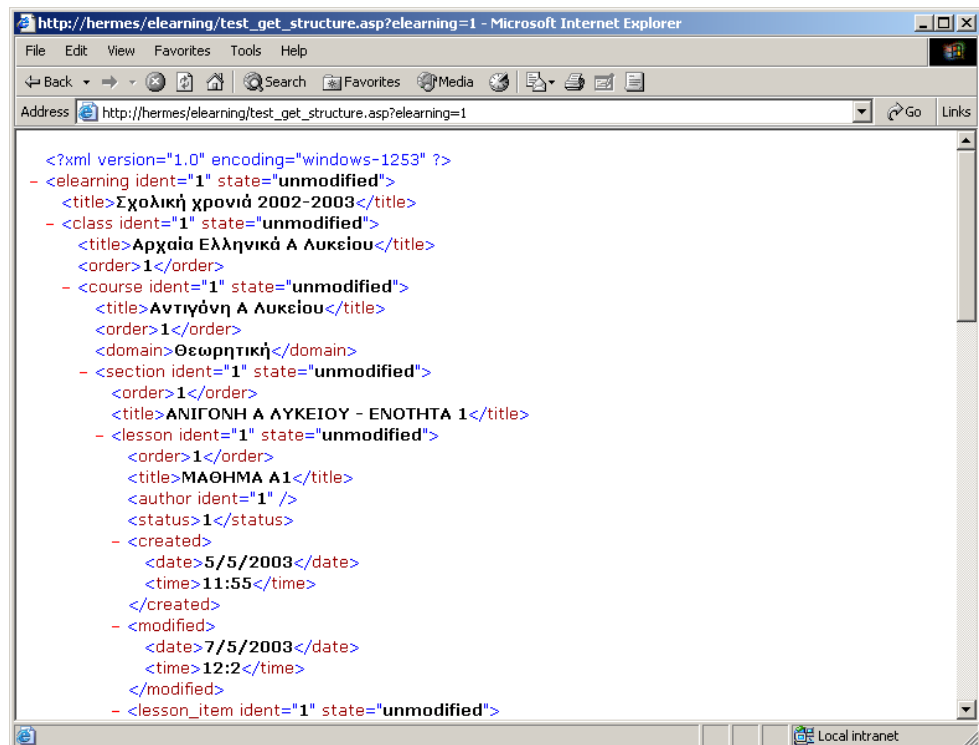 http://hermes/elearning/test_get_structure.asp?elearning=1 - Microsoft Internet Explorer
File Edit View Favorites Tools Help
Back Search Favorites Media
Address http://hermes/elearning/test_get_structure.asp?elearning=1 Go Links
<?xml version="1.0" encoding="windows-1253" ?>
- <elearning ident="1" state="unmodified">
<title>Σχολική χρονιά 2002-2003</title>
- <class ident="1" state="unmodified">
<title>Αρχαία Ελληνικά Α Λυκείου</title>
<order>1</order>
- <course ident="1" state="unmodified">
<title>Αντιγόνη Α Λυκείου</title>
<order>1</order>
<domain>Θεωρητική</domain>
- <section ident="1" state="unmodified">
<order>1</order>
<title>ΑΝΙΓΟΝΗ Α ΛΥΚΕΙΟΥ - ΕΝΟΤΗΤΑ 1</title>
- <lesson ident="1" state="unmodified">
<order>1</order>
<title>ΜΑΘΗΜΑ Α1</title>
<author ident="1" />
<status>1</status>
- <created>
<date>5/5/2003</date>
<time>11:55</time>
</created>
- <modified>
<date>7/5/2003</date>
<time>12:2</time>
</modified>
- <lesson_item ident="1" state="unmodified">
Local intranet